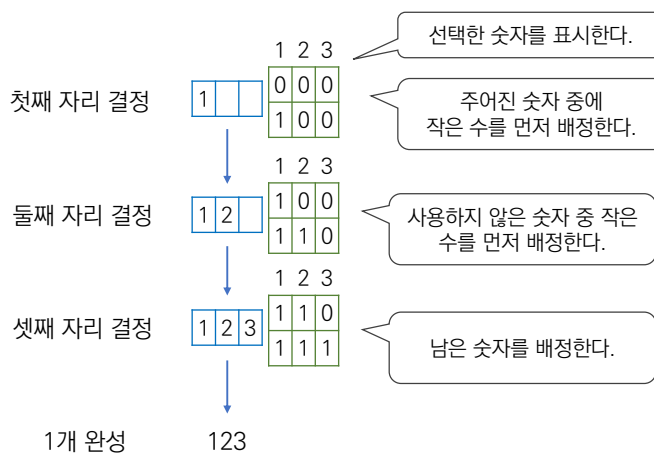 1 2 3
선택한 숫자를 표시한다.
첫째 자리 결정
1
0 0 0
1 0 0
주어진 숫자 중에
작은 수를 먼저 배정한다.
1 2 3
둘째 자리 결정
1 2
1 0 0
1 1 0
사용하지 않은 숫자 중 작은
수를 먼저 배정한다.
1 2 3
셋째 자리 결정
1 2 3
1 1 0
1 1 1
남은 숫자를 배정한다.
1개 완성
123